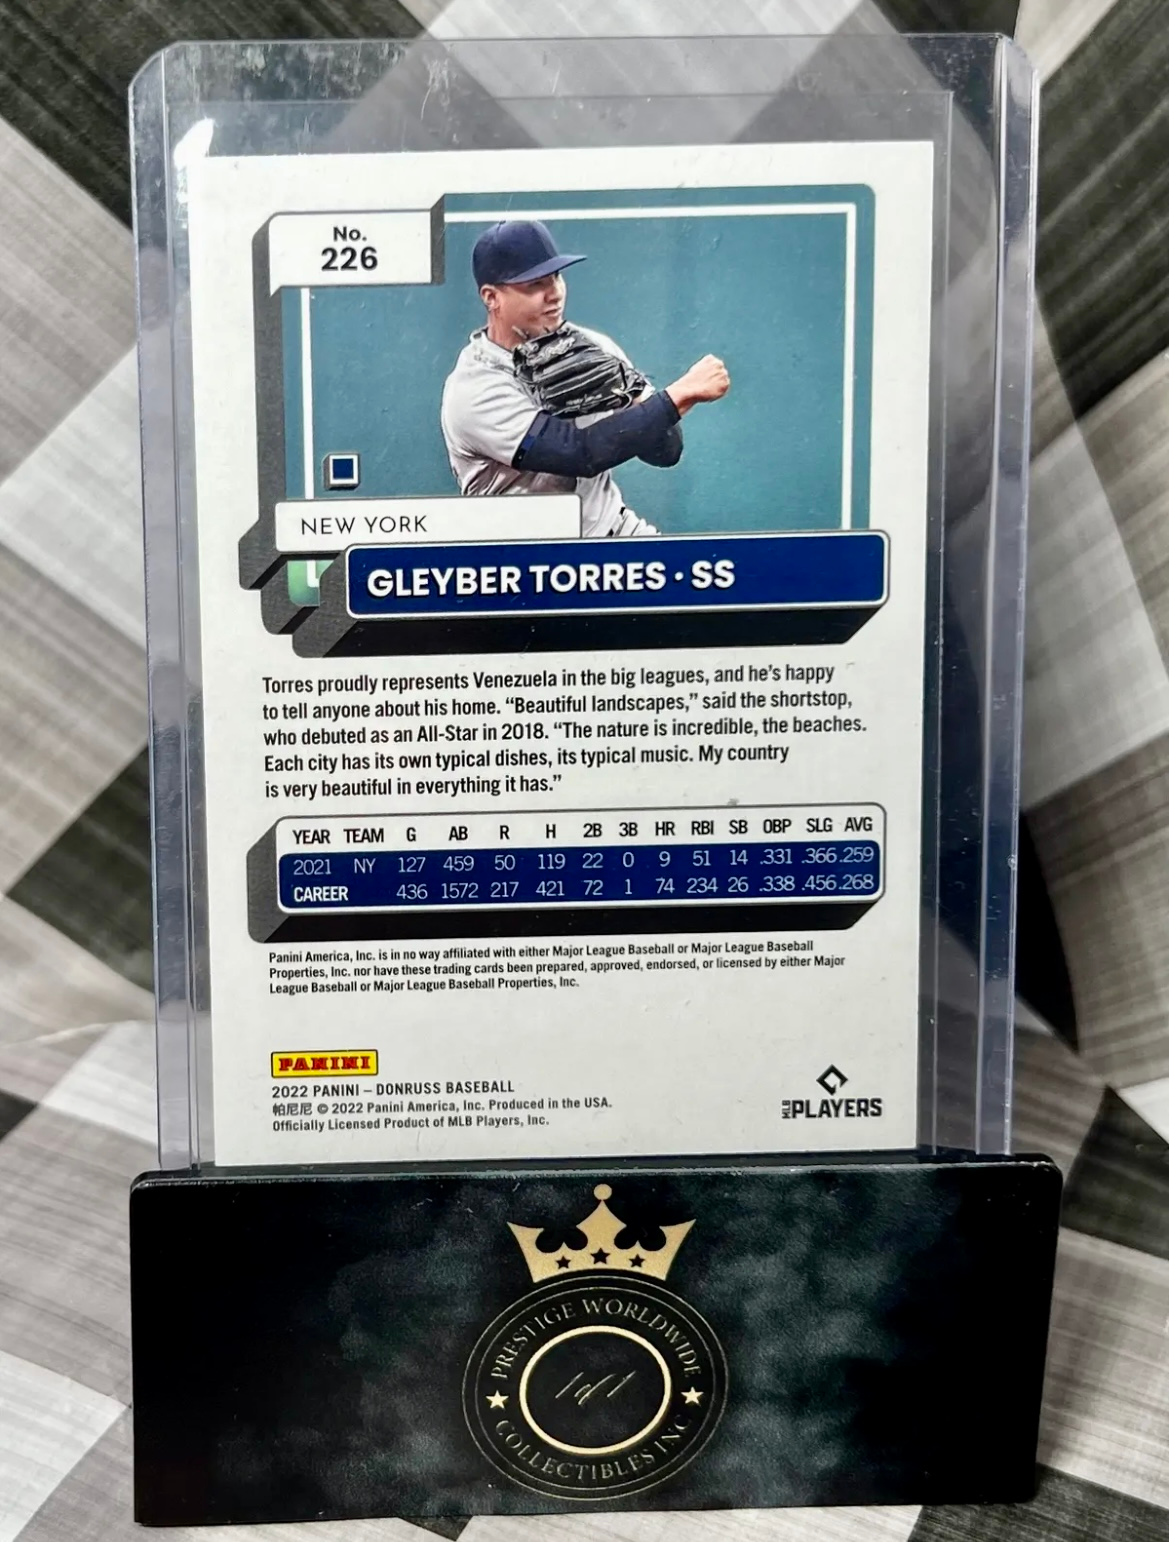 No.
226
NEW YORK
GLEYBER TORRES · SS
Torres proudly represents Venezuela in the big leagues, and he's happy
to tell anyone about his home. “Beautiful landscapes,” said the shortstop,
who debuted as an All-Star in 2018. “The nature is incredible, the beaches.
Each city has its own typical dishes, its typical music. My country
is very beautiful in everything it has.”
YEAR TEAM G AB R H 2B 3B HR RBI SB OBP SLG AVG
2021 NY 127 459 50 119 22 0 9 51 14 .331 .366 .259
CAREER 436 1572 217 421 72 1 74 234 26 .338 .456 .268
Panini America, Inc. is in no way affiliated with either Major League Baseball or Major League Baseball
Properties, Inc. nor have these trading cards been prepared, approved, endorsed, or licensed by either Major
League Baseball or Major League Baseball Properties, Inc.
PANINI
2022 PANINI – DONRUSS BASEBALL
帕尼尼 © 2022 Panini America, Inc. Produced in the USA.
Officially Licensed Product of MLB Players, Inc.
MLB PLAYERS
PRESTIGE WORLDWIDE
1 of 1
COLLECTIBLES INC